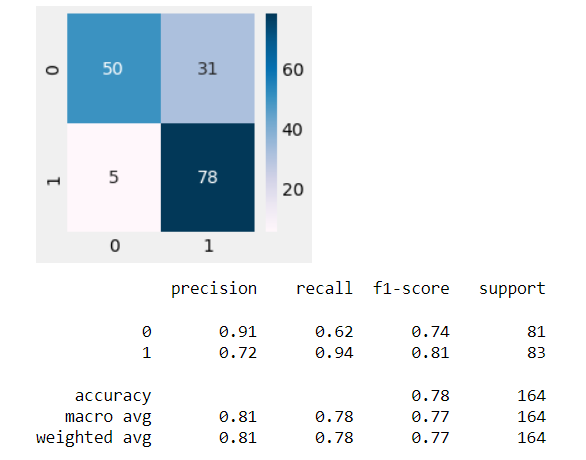 0 50 31 60
40
1 5 78 20
0 1
precision recall f1-score support
0 0.91 0.62 0.74 81
1 0.72 0.94 0.81 83
accuracy 0.78 164
macro avg 0.81 0.78 0.77 164
weighted avg 0.81 0.78 0.77 164